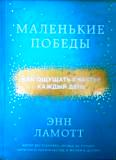 МАЛЕНЬКИЕ
ПОБЕДЫ
КАК ОЩУЩАТЬ СЧАСТЬЕ
КАЖДЫЙ ДЕНЬ
ЭНН
ЛАМОТТ